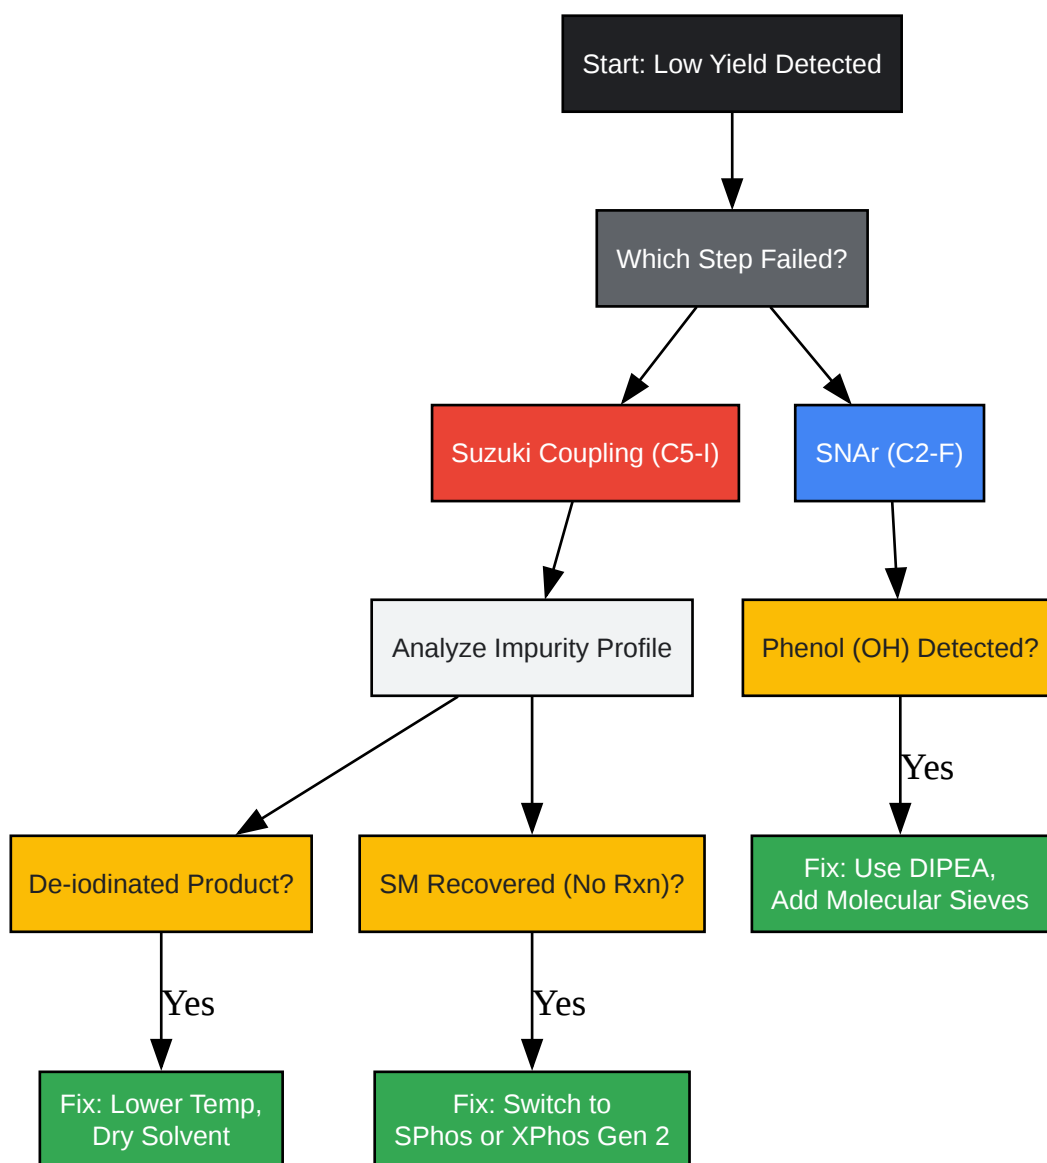 Start: Low Yield Detected
Which Step Failed?
Suzuki Coupling (C5-I)
SNAr (C2-F)
Analyze Impurity Profile
Phenol (OH) Detected?
Yes
De-iodinated Product?
SM Recovered (No Rxn)?
Fix: Use DIPEA,
Add Molecular Sieves
Yes
Yes
Fix: Lower Temp,
Dry Solvent
Fix: Switch to
SPhos or XPhos Gen 2